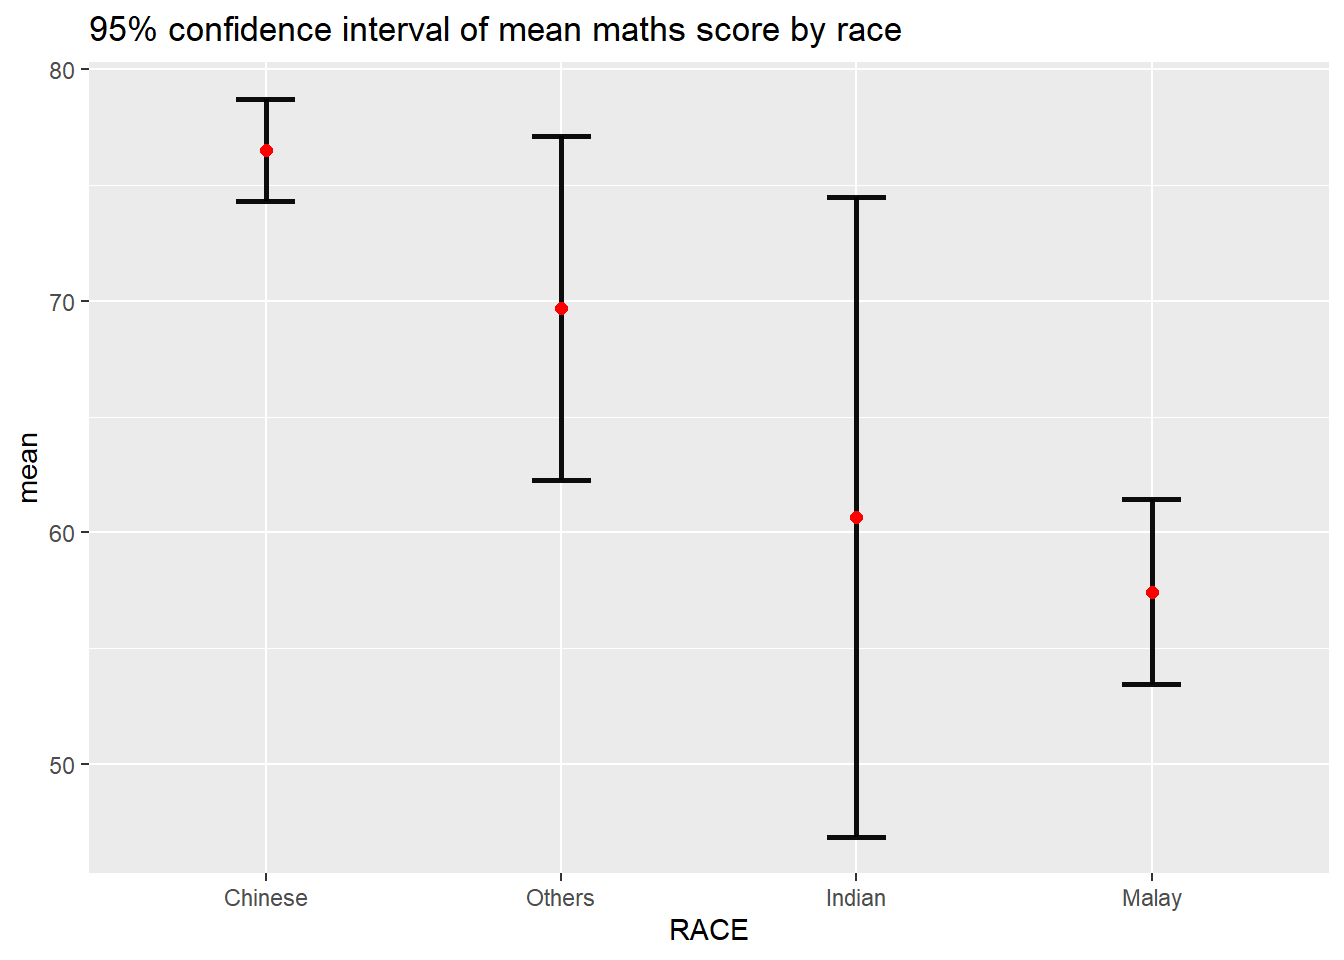 95% confidence interval of mean maths score by race
80
70
60
50
mean
Chinese Others Indian Malay
RACE